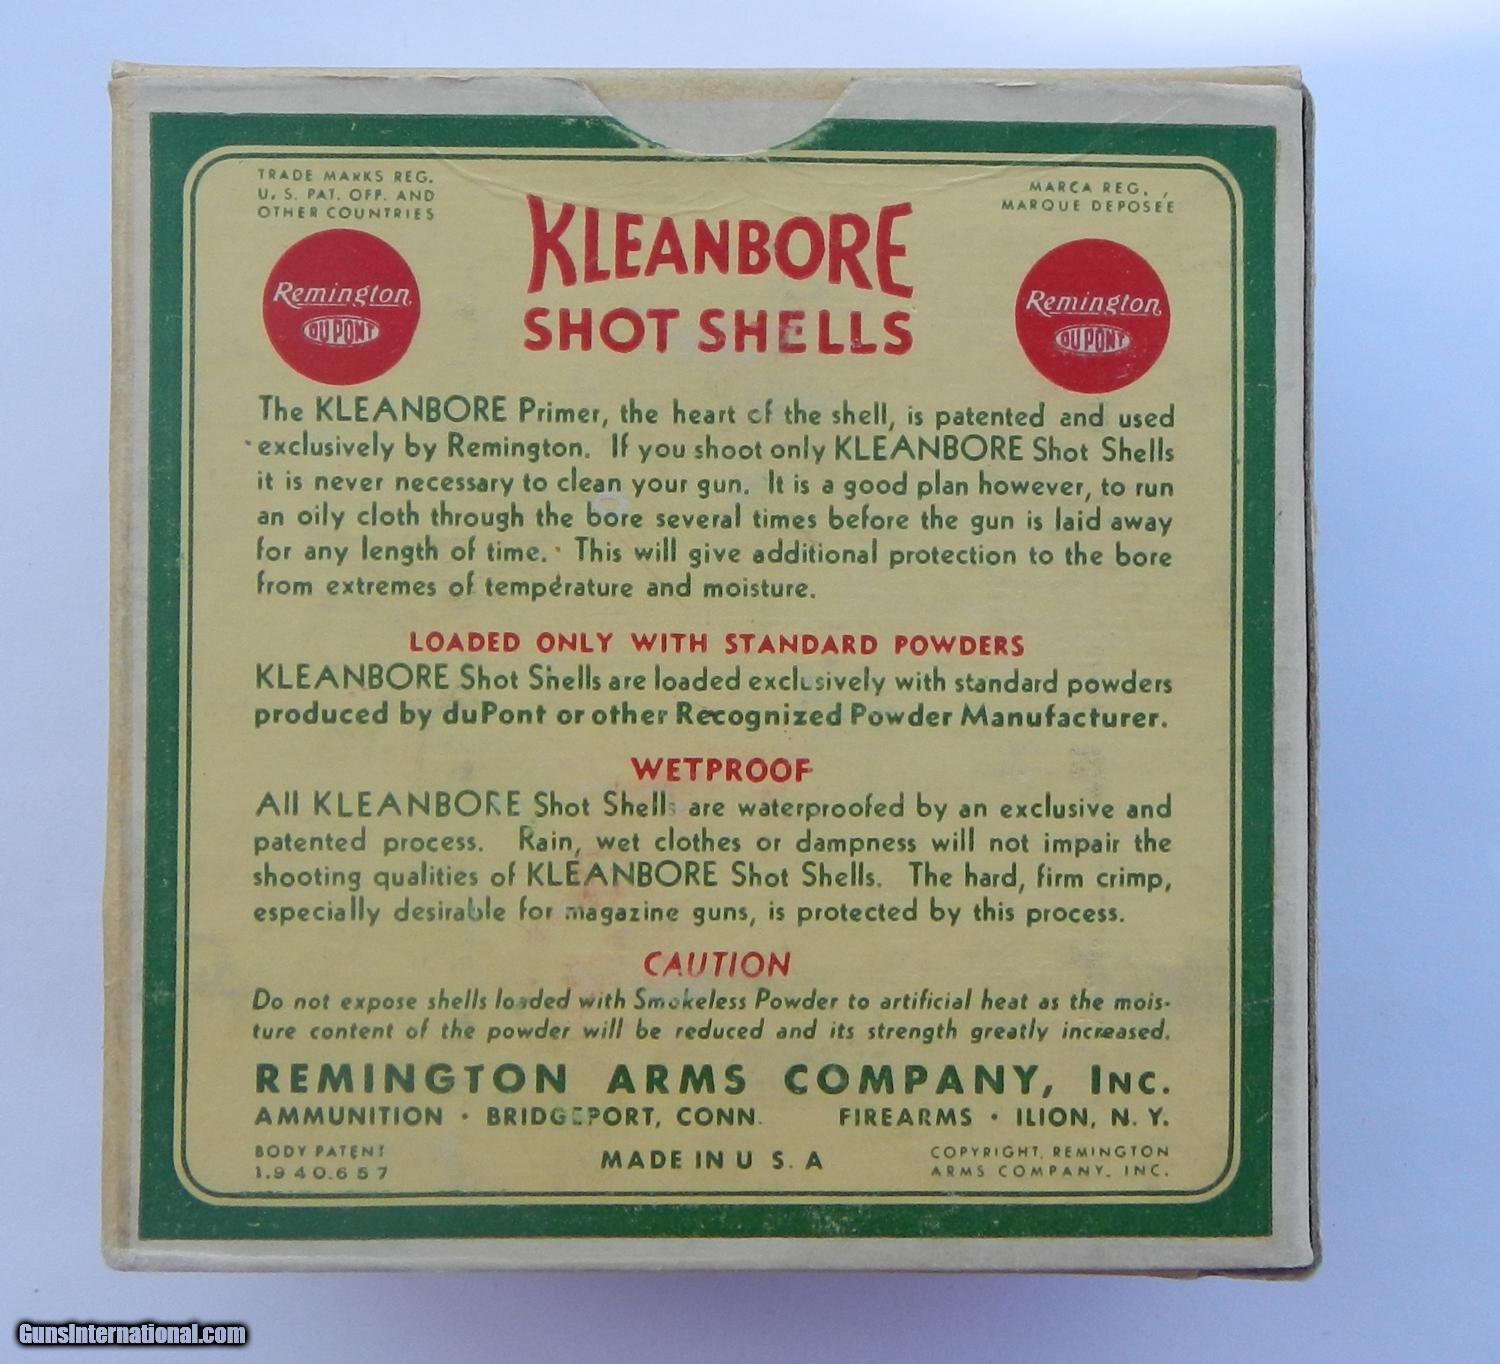 TRADE MARKS REG.
U. S. PAT. OFF. AND
OTHER COUNTRIES
MARCA REG.
MARQUE DEPOSEE
KLEANBORE
SHOT SHELLS
Remington
DU PONT
Remington
DU PONT
The KLEANBORE Primer, the heart of the shell, is patented and used
exclusively by Remington. If you shoot only KLEANBORE Shot Shells
it is never necessary to clean your gun. It is a good plan however, to run
an oily cloth through the bore several times before the gun is laid away
for any length of time. This will give additional protection to the bore
from extremes of temperature and moisture.
LOADED ONLY WITH STANDARD POWDERS
KLEANBORE Shot Shells are loaded exclusively with standard powders
produced by duPont or other Recognized Powder Manufacturer.
WETPROOF
All KLEANBORE Shot Shells are waterproofed by an exclusive and
patented process. Rain, wet clothes or dampness will not impair the
shooting qualities of KLEANBORE Shot Shells. The hard, firm crimp,
especially desirable for magazine guns, is protected by this process.
CAUTION
Do not expose shells loaded with Smokeless Powder to artificial heat as the mois-
ture content of the powder will be reduced and its strength greatly increased.
REMINGTON ARMS COMPANY, INC.
AMMUNITION · BRIDGEPORT, CONN. FIREARMS · ILION, N. Y.
BODY PATENT
1.940.657
MADE IN U S. A
COPYRIGHT, REMINGTON
ARMS COMPANY, INC.
GunsInternational.com